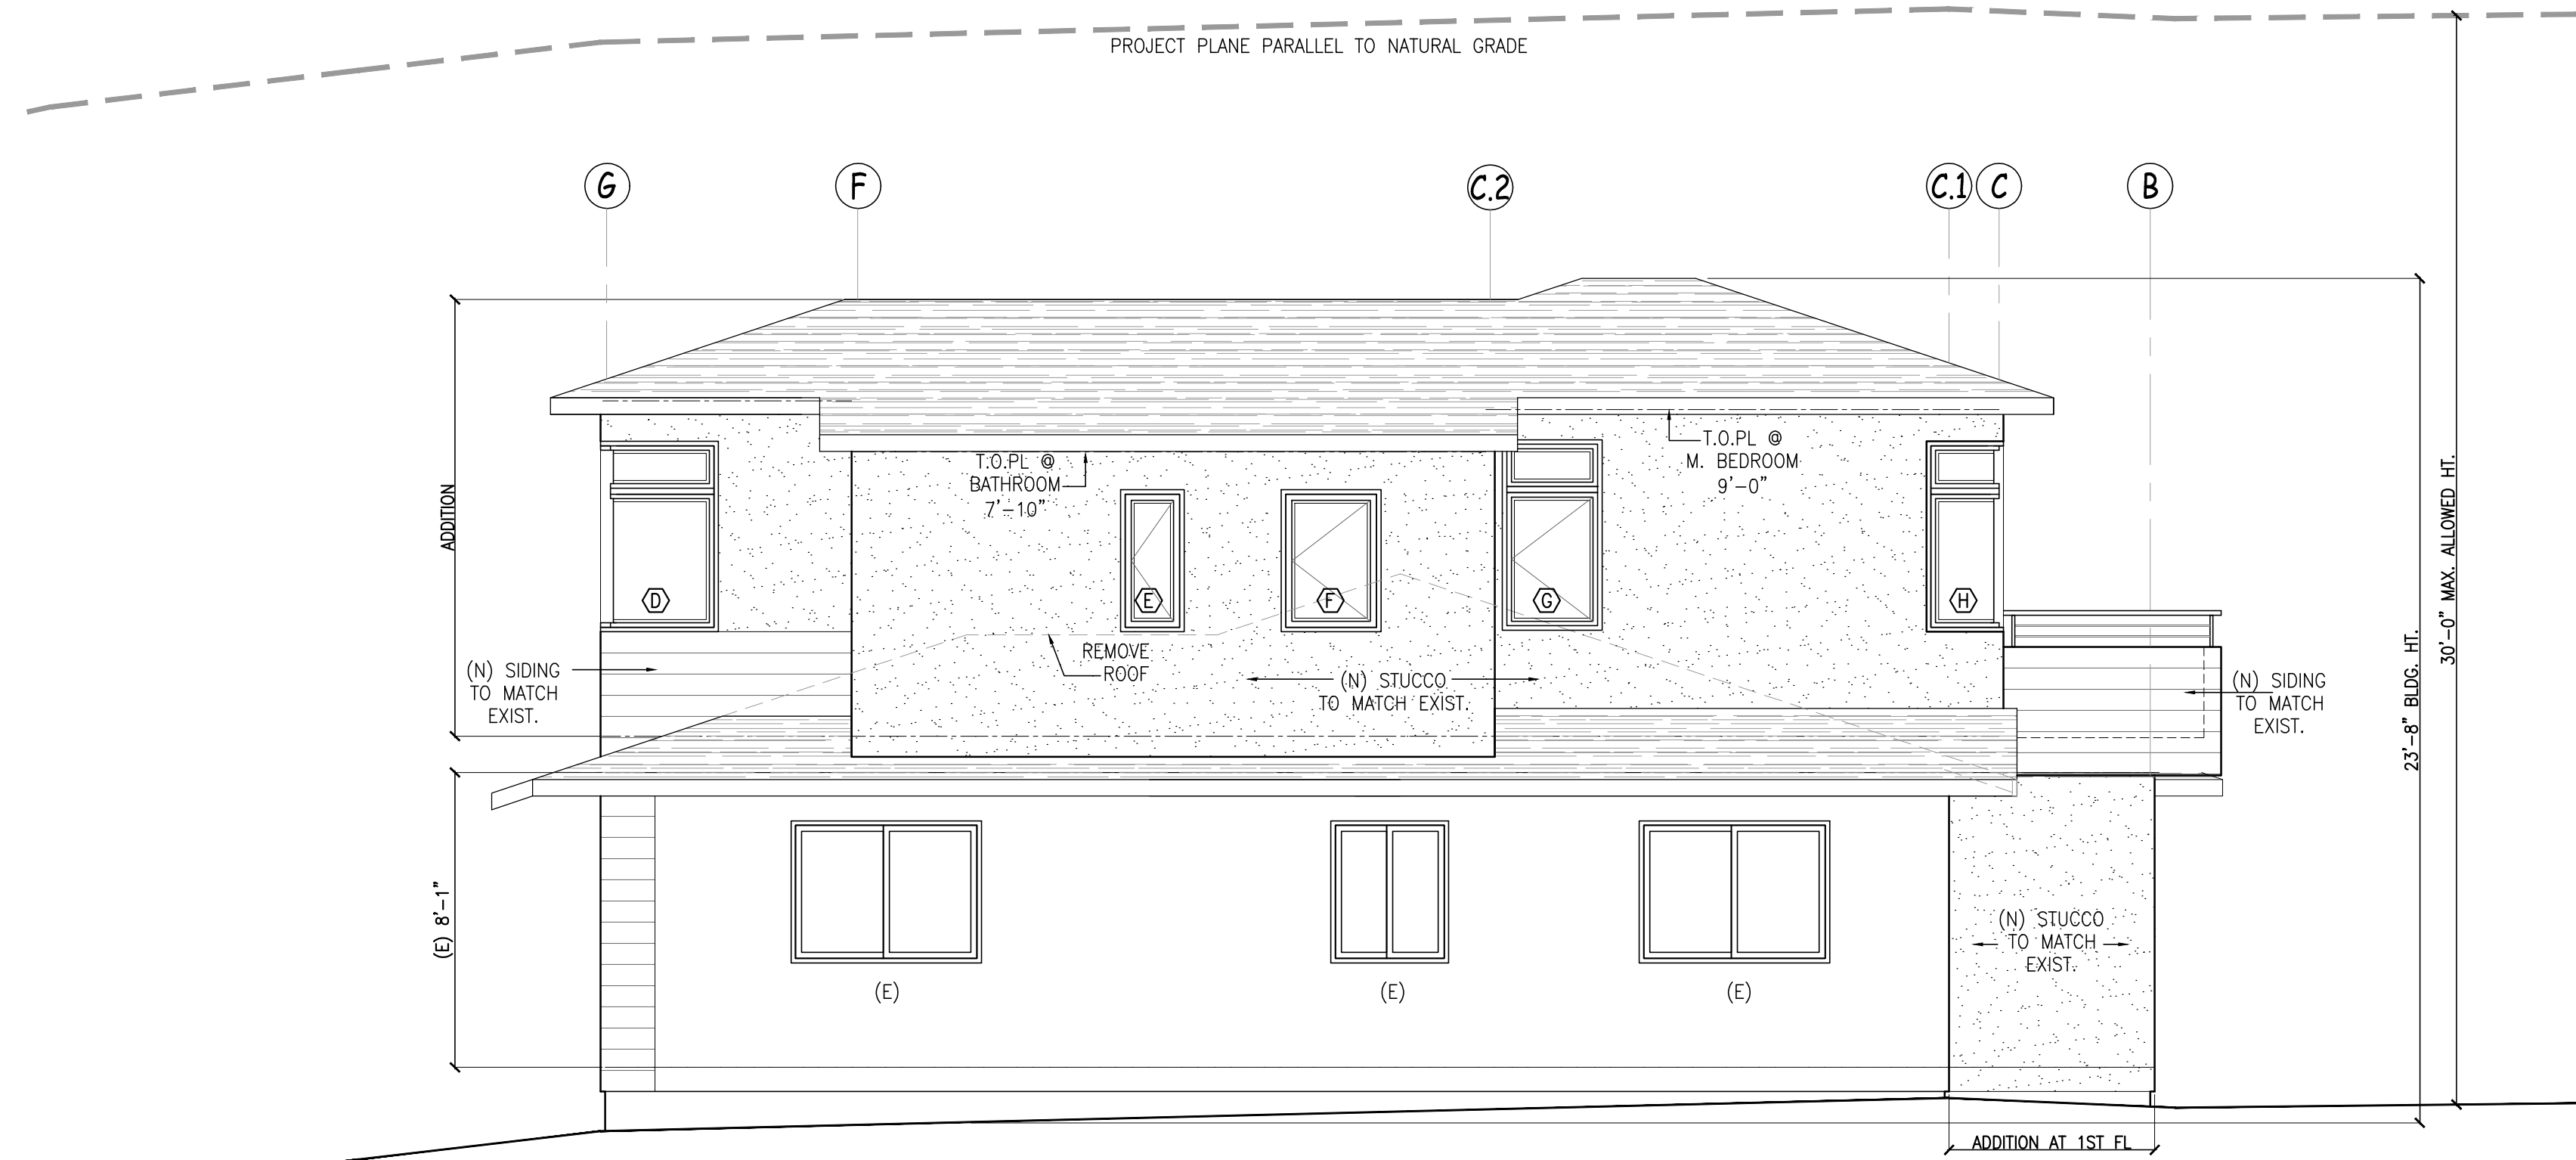 PROJECT PLANE PARALLEL TO NATURAL GRADE
G
F
C.2
C.1
C
B
ADDITION
T.O.PL @
BATHROOM
7'-10"
T.O.PL @
M. BEDROOM
9'-0"
30'-0" MAX. ALLOWED HT.
23'-8" BLDG. HT.
D
E
F
G
H
REMOVE
ROOF
(N) SIDING
TO MATCH
EXIST.
(N) STUCCO
TO MATCH EXIST.
(N) SIDING
TO MATCH
EXIST.
(E) 8'-1"
(N) STUCCO
TO MATCH
EXIST.
(E)
(E)
(E)
ADDITION AT 1ST FL